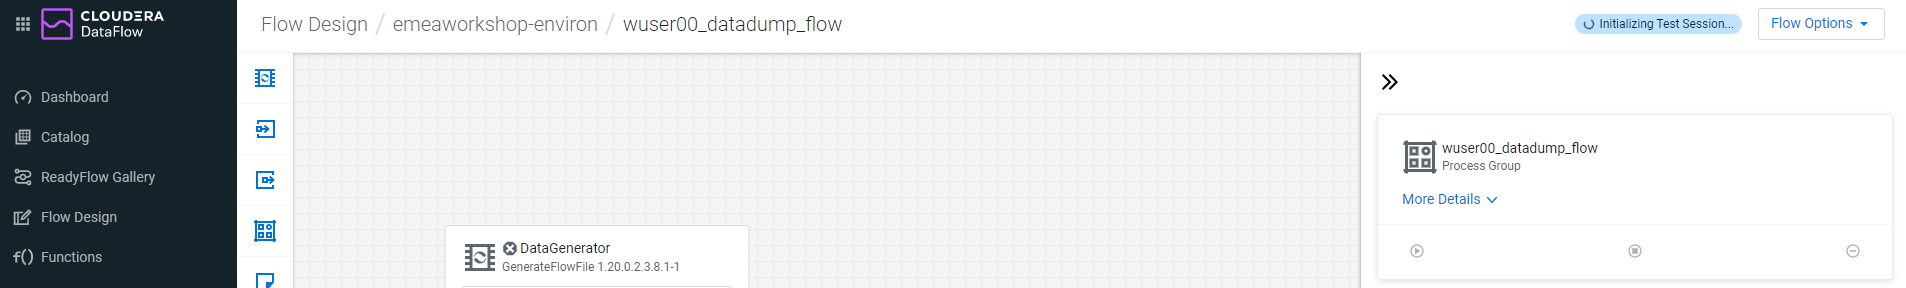 CLOUDERA
DataFlow
Flow Design / emeaworkshop-environ / wuser00_datadump_flow
Initializing Test Session...
Flow Options
Dashboard
Catalog
ReadyFlow Gallery
Flow Design
f() Functions
DataGenerator
GenerateFlowFile 1.20.0.2.3.8.1-1
wuser00_datadump_flow
Process Group
More Details